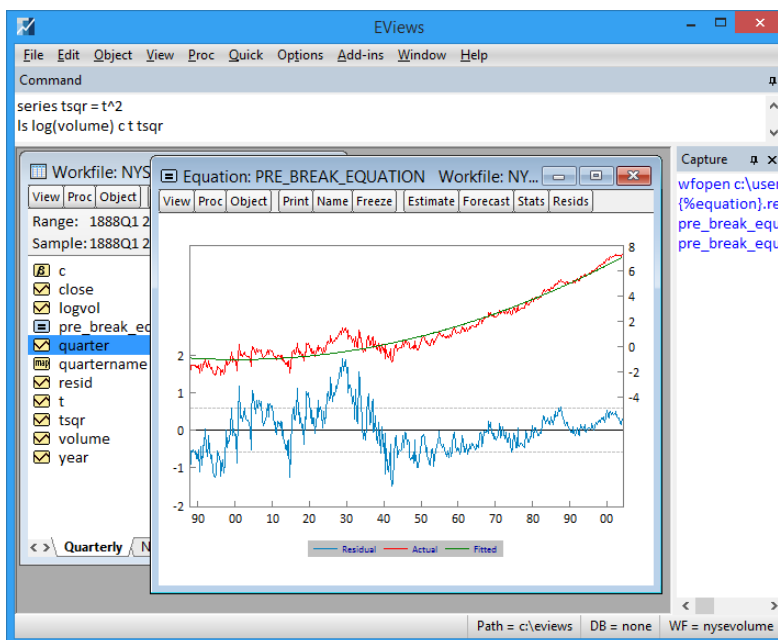 EViews
File Edit Object View Proc Quick Options Add-ins Window Help
Command
series tsqr = t^2
ls log(volume) c t tsqr
Workfile: NYS
View Proc Object
Range: 1888Q1 2
Sample: 1888Q1 2
c
close
logvol
pre_break_eq
quarter
quartername
resid
t
tsqr
volume
year
Quarterly
N
Equation: PRE_BREAK_EQUATION Workfile: NY...
View Proc Object Print Name Freeze Estimate Forecast Stats Resids
8
6
4
2
0
-2
-4
2
1
0
-1
-2
90 00 10 20 30 40 50 60 70 80 90 00
Residual Actual Fitted
Capture
wfopen c:\user
{%equation}.re
pre_break_equ
pre_break_equ
Path = c:\eviews DB = none WF = nysevolume